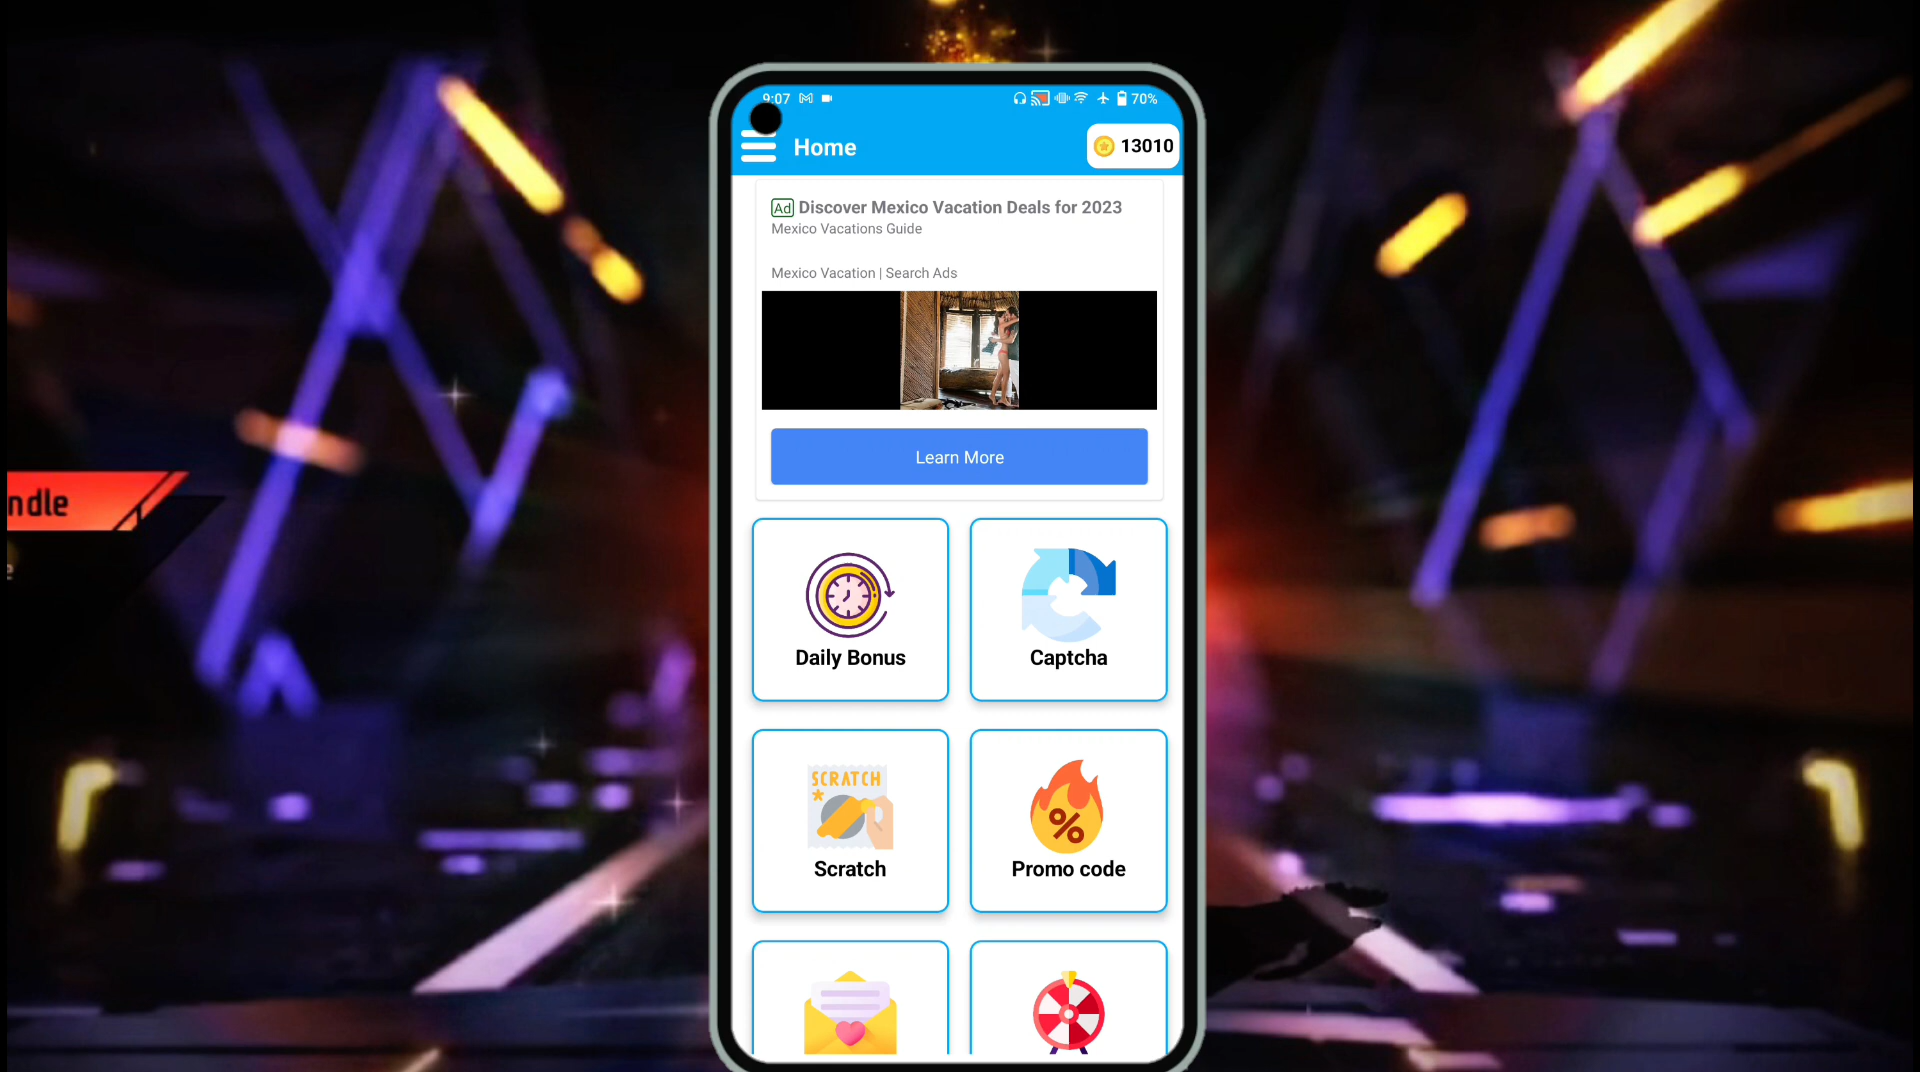 9:07
70%
Home
13010
Ad Discover Mexico Vacation Deals for 2023
Mexico Vacations Guide
Mexico Vacation | Search Ads
Learn More
ndle
e
Daily Bonus
Captcha
SCRATCH
%
Scratch
Promo code